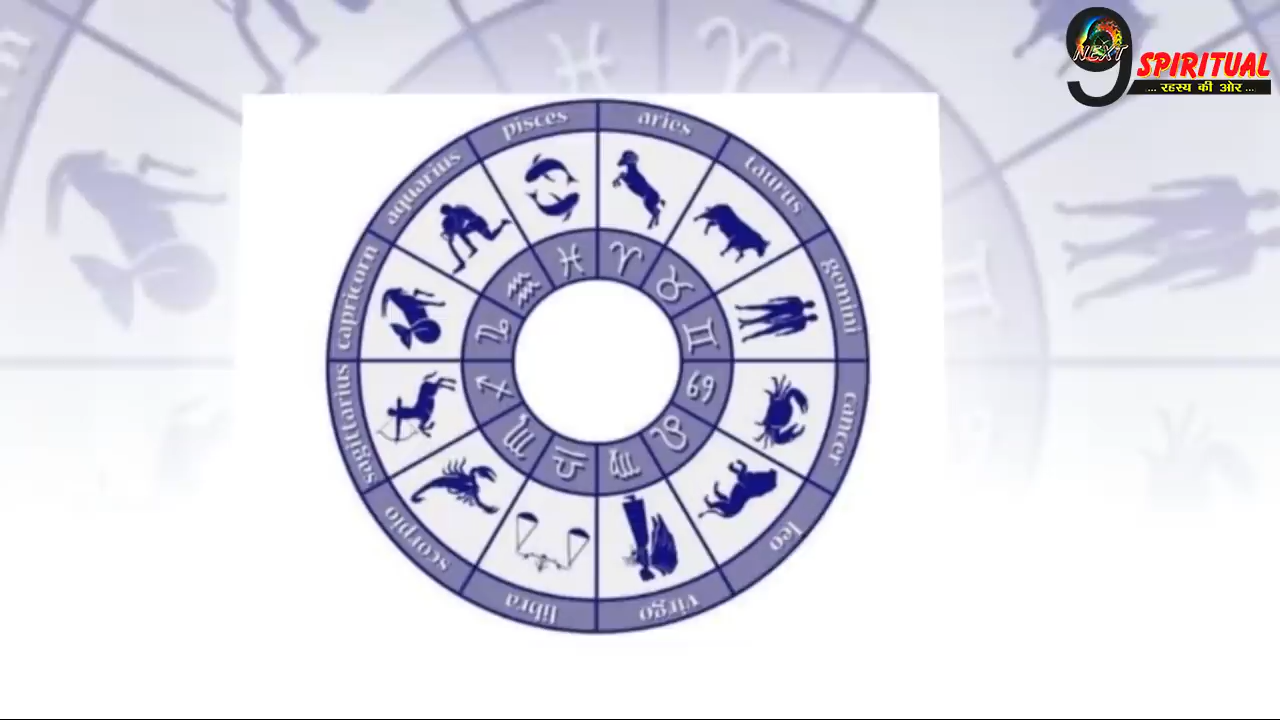 NEXT
9
SPIRITUAL
... रहस्य की ओर ...
pisces
aries
taurus
gemini
cancer
leo
virgo
libra
scorpio
sagittarius
capricorn
aquarius